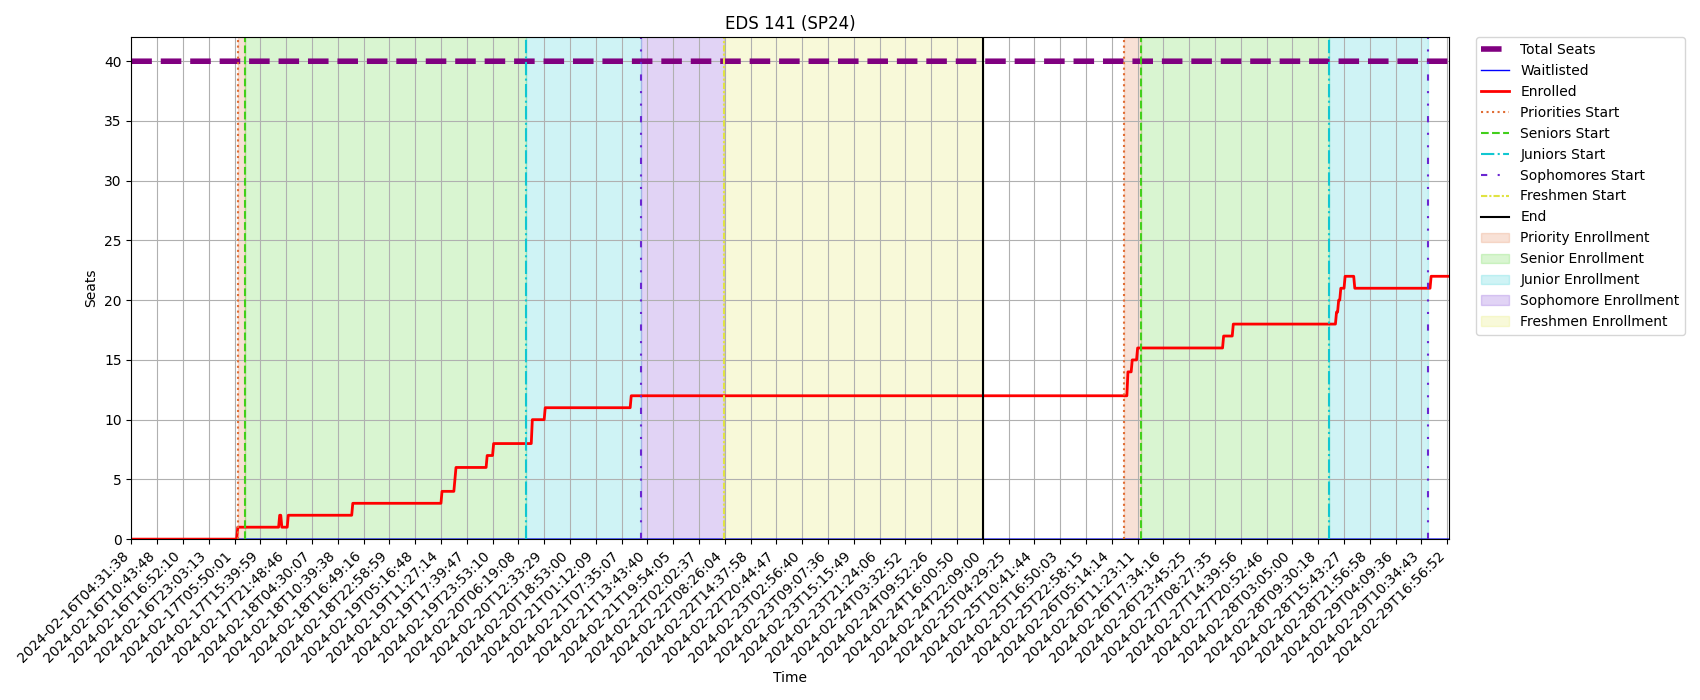 EDS 141 (SP24)
Seats
40
35
30
25
20
15
10
5
0
2024-02-16T04:31:38
2024-02-16T10:43:48
2024-02-16T16:52:10
2024-02-16T23:03:13
2024-02-17T05:50:01
2024-02-17T15:39:59
2024-02-17T21:48:46
2024-02-18T04:30:07
2024-02-18T10:39:38
2024-02-18T16:49:16
2024-02-18T22:58:59
2024-02-19T05:16:48
2024-02-19T11:27:14
2024-02-19T17:39:47
2024-02-19T23:53:10
2024-02-20T06:19:08
2024-02-20T12:33:29
2024-02-20T18:53:00
2024-02-21T01:12:09
2024-02-21T07:35:07
2024-02-21T13:43:40
2024-02-21T19:54:05
2024-02-22T02:02:37
2024-02-22T08:26:04
2024-02-22T14:37:58
2024-02-22T20:44:47
2024-02-23T02:56:40
2024-02-23T09:07:36
2024-02-23T15:15:49
2024-02-23T21:24:06
2024-02-24T03:32:52
2024-02-24T09:52:26
2024-02-24T16:00:50
2024-02-24T22:09:00
2024-02-25T04:29:25
2024-02-25T10:41:44
2024-02-25T16:50:03
2024-02-25T22:58:15
2024-02-26T05:14:14
2024-02-26T11:23:11
2024-02-26T17:34:16
2024-02-26T23:45:25
2024-02-27T08:27:35
2024-02-27T14:39:56
2024-02-27T20:52:46
2024-02-28T03:05:00
2024-02-28T09:30:18
2024-02-28T15:43:27
2024-02-28T21:56:58
2024-02-29T04:09:36
2024-02-29T10:34:43
2024-02-29T16:56:52
Time
Total Seats
Waitlisted
Enrolled
Priorities Start
Seniors Start
Juniors Start
Sophomores Start
Freshmen Start
End
Priority Enrollment
Senior Enrollment
Junior Enrollment
Sophomore Enrollment
Freshmen Enrollment